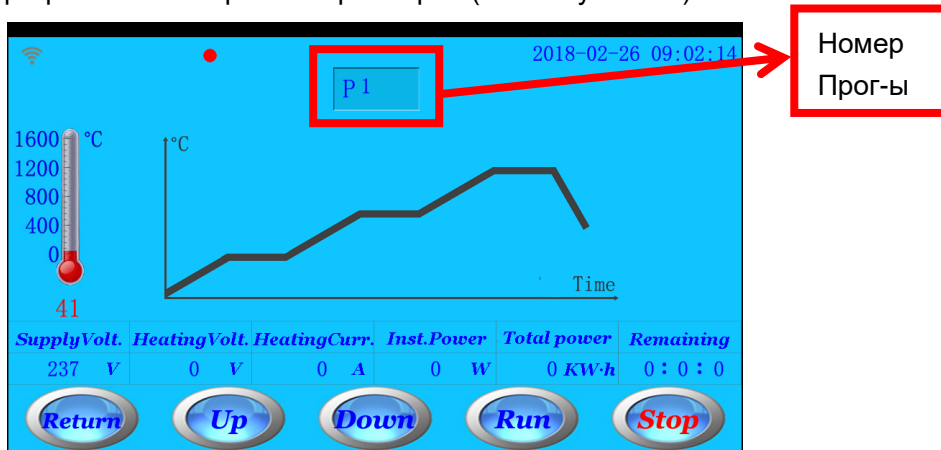 2018-02-26 09:02:14
P 1
Номер
Прог-ы
1600 °C
1200
800
400
0
41
°C
Time
SupplyVolt. HeatingVolt. HeatingCurr. Inst.Power Total power Remaining
237 V 0 V 0 A 0 W 0 KW·h 0 : 0 : 0
Return Up Down Run Stop